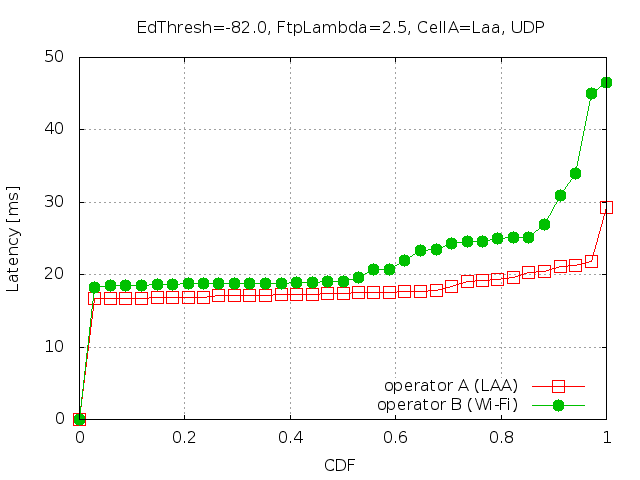 EdThresh=-82.0, FtpLambda=2.5, CellA=Laa, UDP
50
40
30
20
10
0
Latency [ms]
operator A (LAA)
operator B (Wi-Fi)
0 0.2 0.4 0.6 0.8 1
CDF